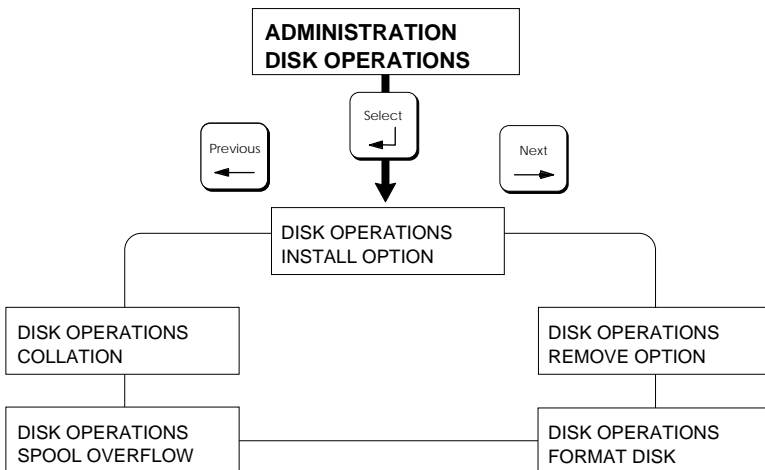 ADMINISTRATION
DISK OPERATIONS
Select
Previous
Next
DISK OPERATIONS
INSTALL OPTION
DISK OPERATIONS
COLLATION
DISK OPERATIONS
REMOVE OPTION
DISK OPERATIONS
SPOOL OVERFLOW
DISK OPERATIONS
FORMAT DISK